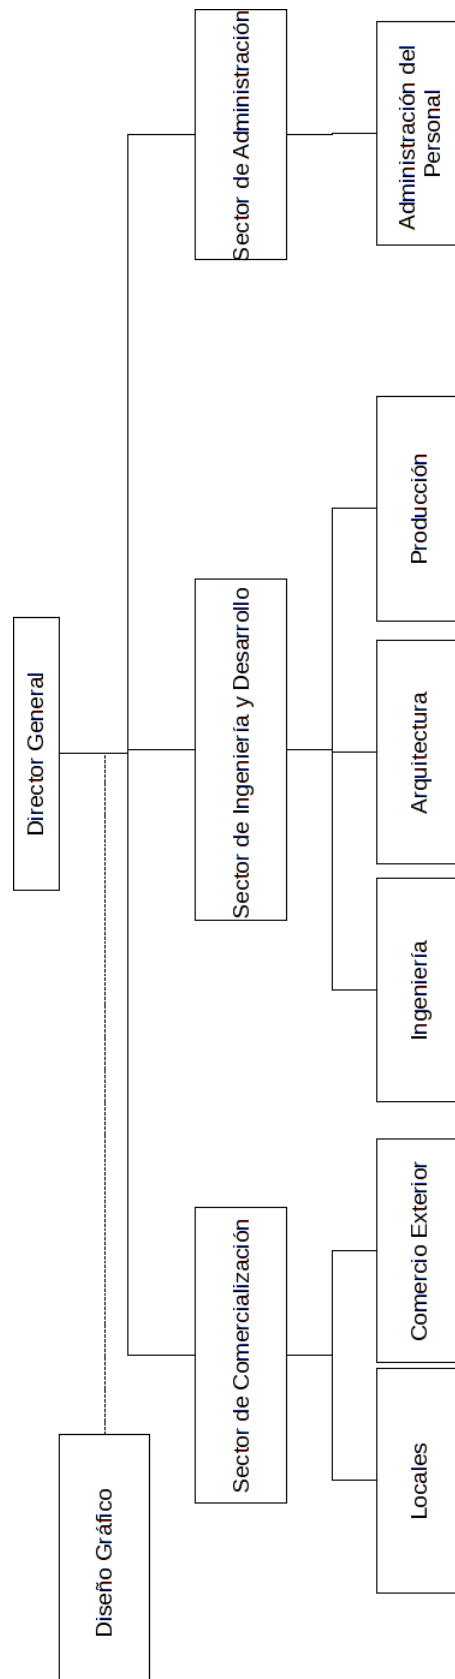 Director General
Diseño Gráfico
Sector de Comercialización
Sector de Ingeniería y Desarrollo
Sector de Administración
Locales
Comercio Exterior
Ingeniería
Arquitectura
Producción
Administración del
Personal